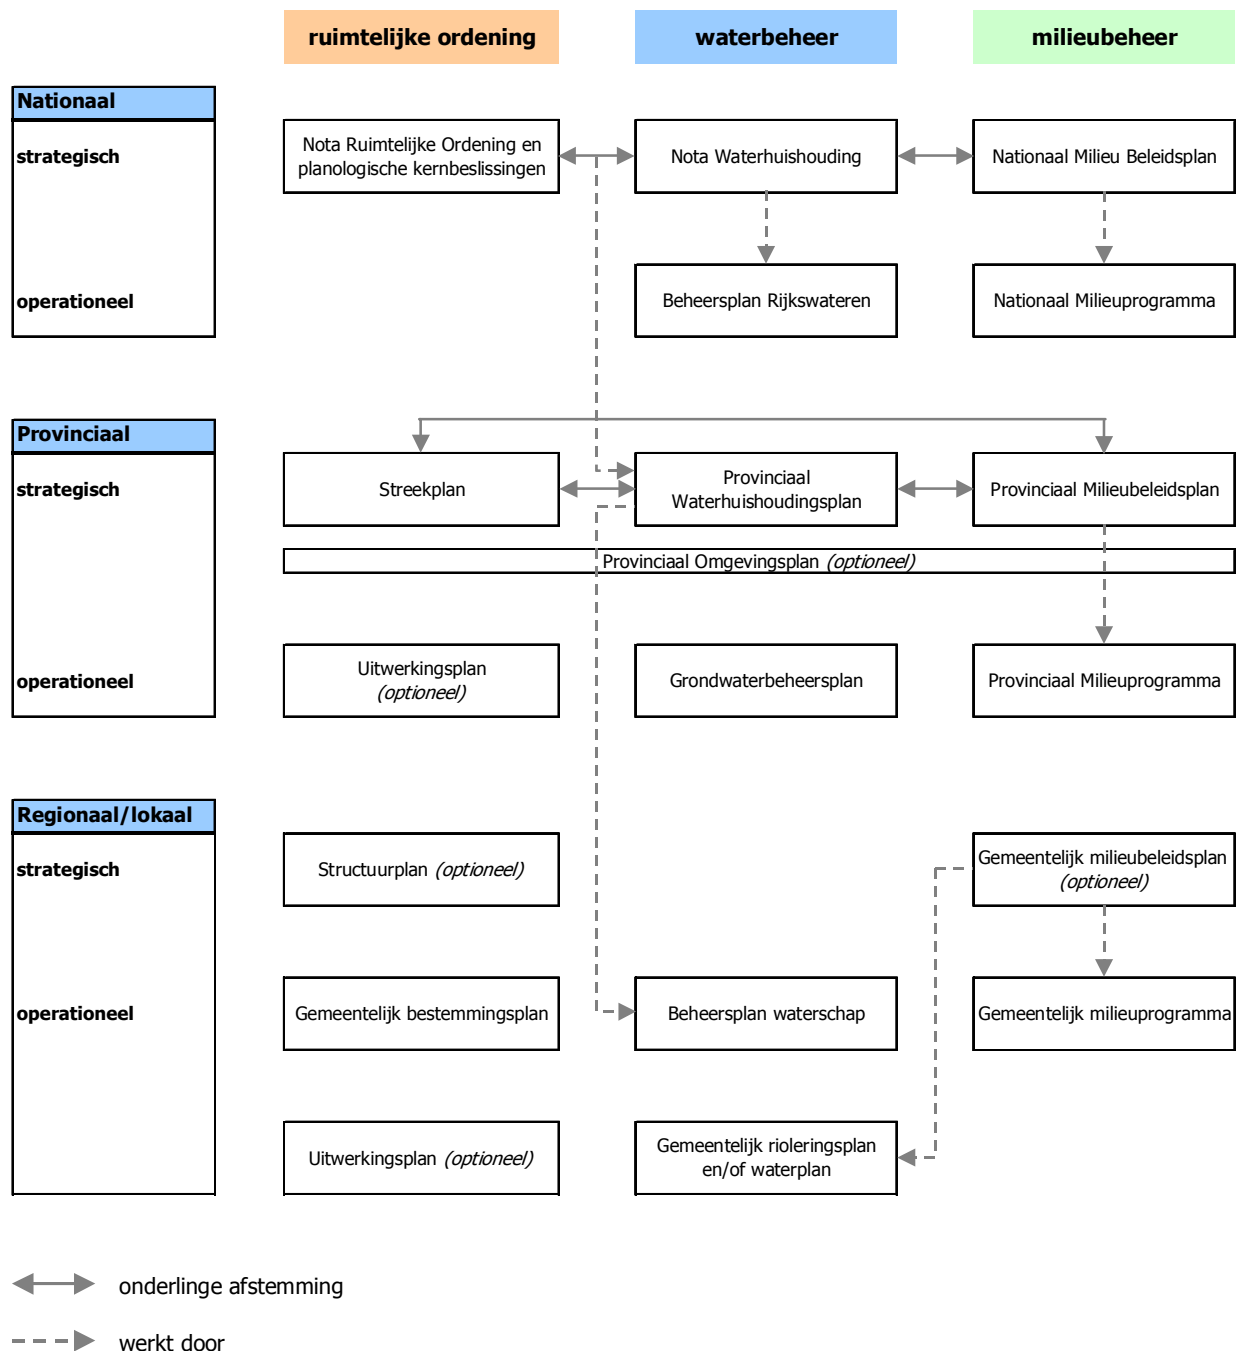 ruimtelijke ordening
waterbeheer
milieubeheer
Nationaal
strategisch
Nota Ruimtelijke Ordening en
planologische kernbeslissingen
Nota Waterhuishouding
Nationaal Milieu Beleidsplan
operationeel
Beheersplan Rijkswateren
Nationaal Milieuprogramma
Provinciaal
strategisch
Streekplan
Provinciaal
Waterhuishoudingsplan
Provinciaal Milieubeleidsplan
Provinciaal Omgevingsplan (optioneel)
operationeel
Uitwerkingsplan
(optioneel)
Grondwaterbeheersplan
Provinciaal Milieuprogramma
Regionaal/lokaal
strategisch
Structuurplan (optioneel)
Gemeentelijk milieubeleidsplan
(optioneel)
operationeel
Gemeentelijk bestemmingsplan
Beheersplan waterschap
Gemeentelijk milieuprogramma
Uitwerkingsplan (optioneel)
Gemeentelijk rioleringsplan
en/of waterplan
onderlinge afstemming
werkt door